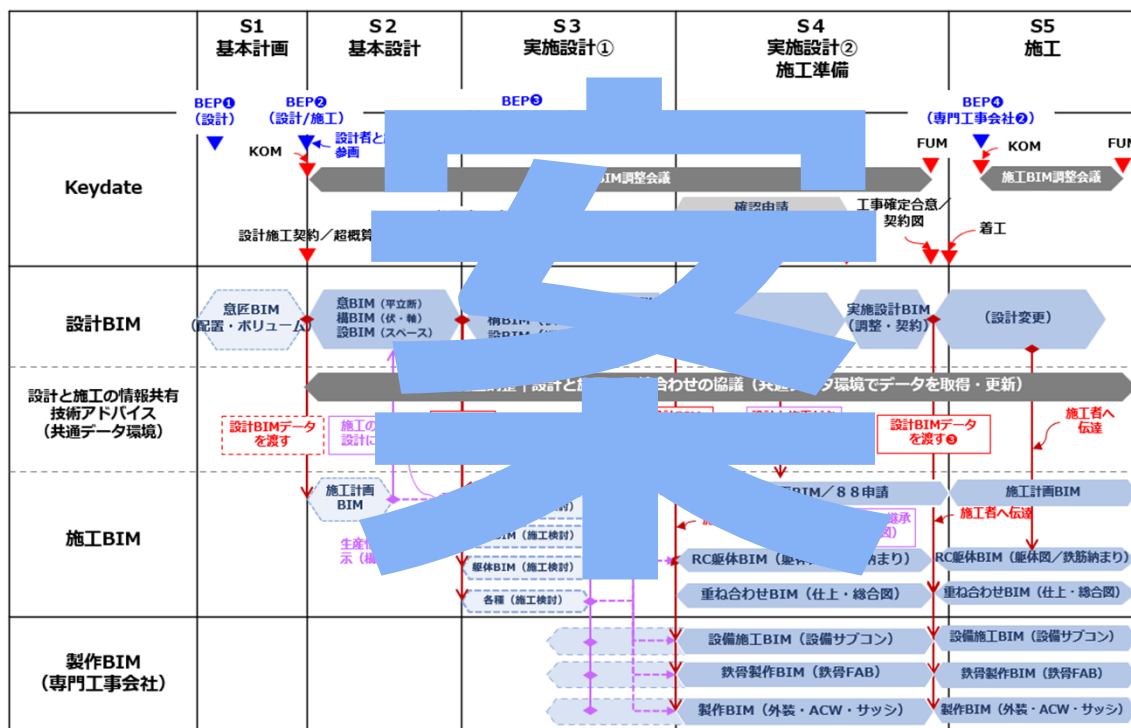 S1
基本計画
S2
基本設計
S3
実施設計①
S4
実施設計②
施工準備
S5
施工
Keydate
BEP❶
(設計)
BEP❷
(設計/施工)
設計者と
参画
KOM
BEP❸
BIM調整会議
FUM
BEP❹
(専門工事会社❷)
KOM
FUM
施工BIM調整会議
確認申請
工事確定合意／
契約図
着工
設計施工契約／超概算
案
設計BIM
意匠BIM
(配置・ボリューム)
意BIM（平立断）
構BIM（伏・軸）
設BIM（スペース）
実施設計BIM
(調整・契約)
(設計変更)
設計と施工の情報共有
技術アドバイス
(共通データ環境)
合わせの協議（共通データ環境でデータを取得・更新）
設計BIMデータ
を渡す
施工の
設計に
設計BIMデータ
を渡す❸
施工者へ
伝達
施工BIM
施工計画
BIM
BIM／８８申請
施工計画BIM
施工者へ伝達
BIM（施工検討）
躯体BIM（施工検討）
RC躯体BIM（躯体
納まり）
RC躯体BIM（躯体図／鉄筋納まり）
各種（施工検討）
重ね合わせBIM（仕上・総合図）
重ね合わせBIM（仕上・総合図）
製作BIM
(専門工事会社)
設備施工BIM（設備サブコン）
設備施工BIM（設備サブコン）
鉄骨製作BIM（鉄骨FAB）
鉄骨製作BIM（鉄骨FAB）
製作BIM（外装・ACW・サッシ）
製作BIM（外装・ACW・サッシ）